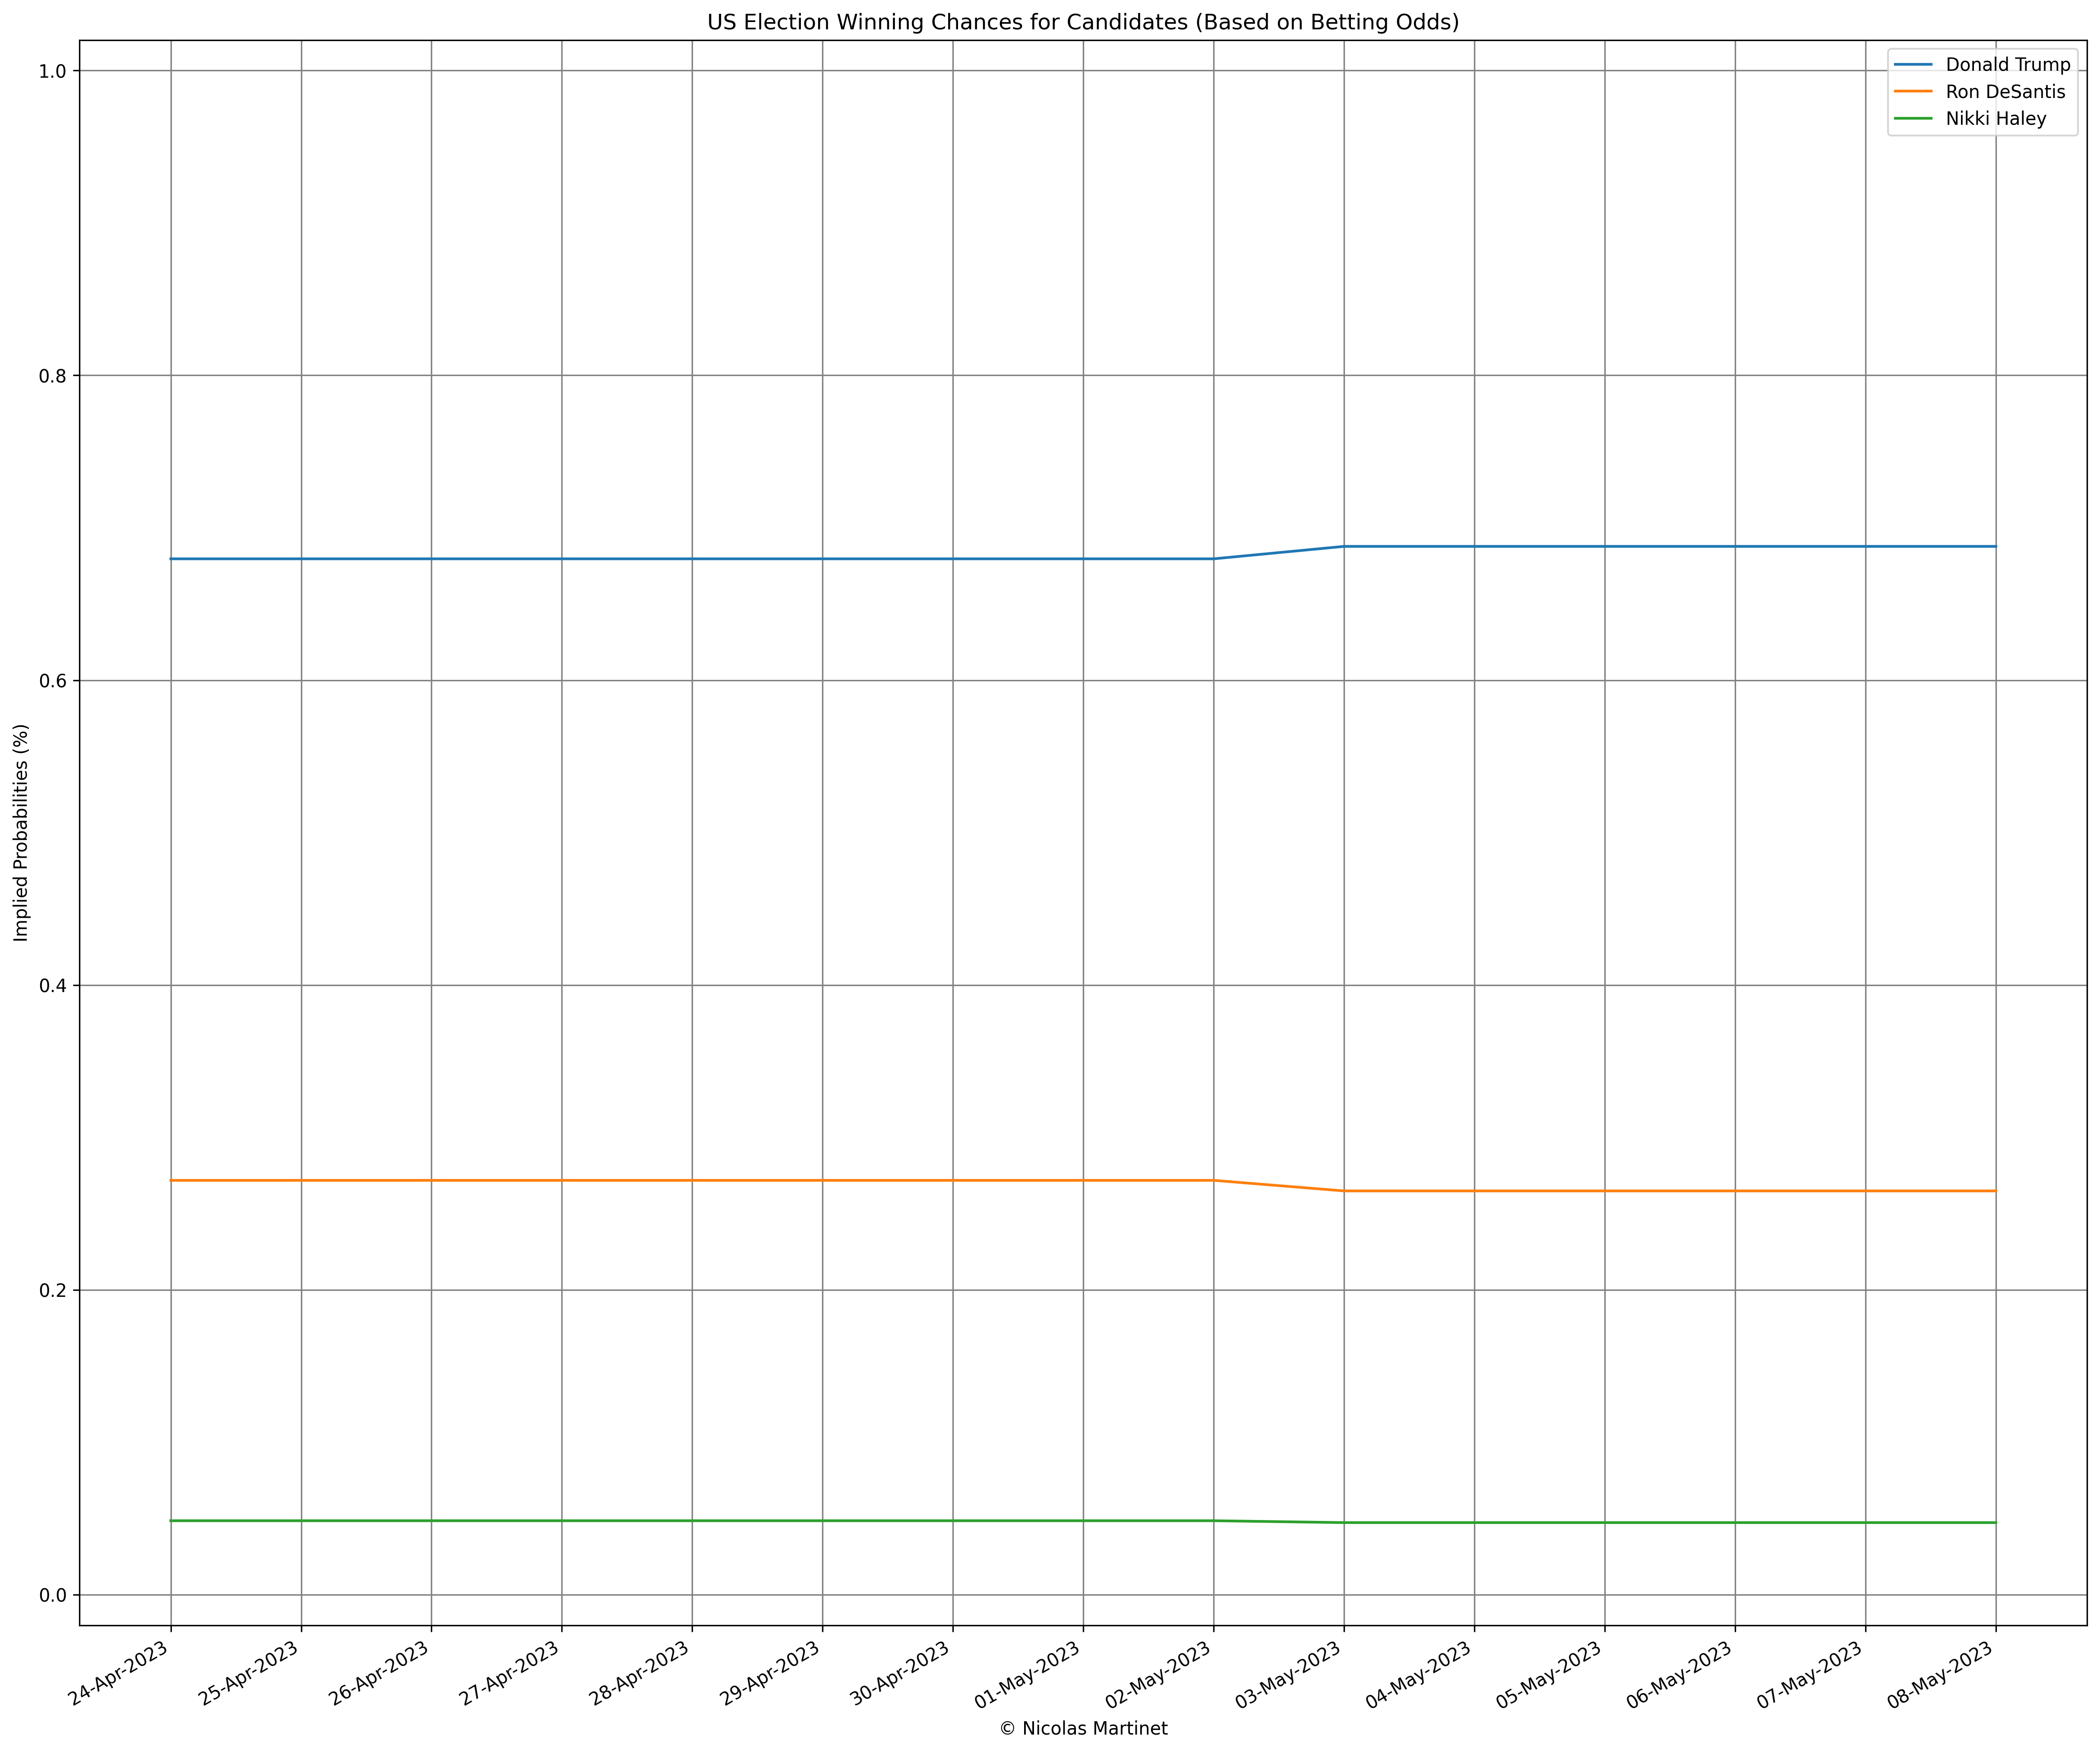 US Election Winning Chances for Candidates (Based on Betting Odds)
Donald Trump
Ron DeSantis
Nikki Haley
Implied Probabilities (%)
1.0
0.8
0.6
0.4
0.2
0.0
24-Apr-2023
25-Apr-2023
26-Apr-2023
27-Apr-2023
28-Apr-2023
29-Apr-2023
30-Apr-2023
01-May-2023
02-May-2023
03-May-2023
04-May-2023
05-May-2023
06-May-2023
07-May-2023
08-May-2023
© Nicolas Martinet